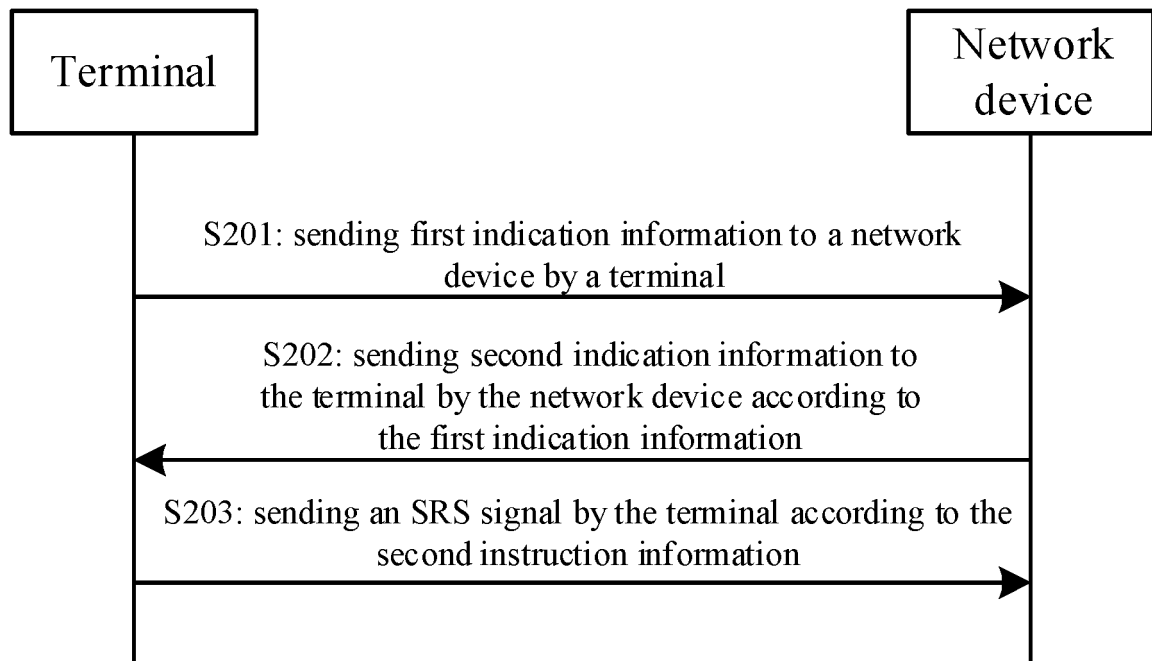 Terminal
Network
device
S201: sending first indication information to a network
device by a terminal
S202: sending second indication information to
the terminal by the network device according to
the first indication information
S203: sending an SRS signal by the terminal according to the
second instruction information